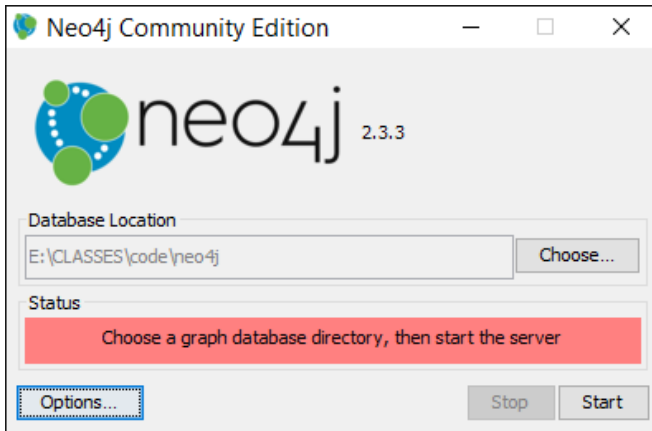 Neo4j Community Edition
neo4j 2.3.3
Database Location
E:\CLASSES\code\neo4j
Choose...
Status
Choose a graph database directory, then start the server
Options...
Stop
Start